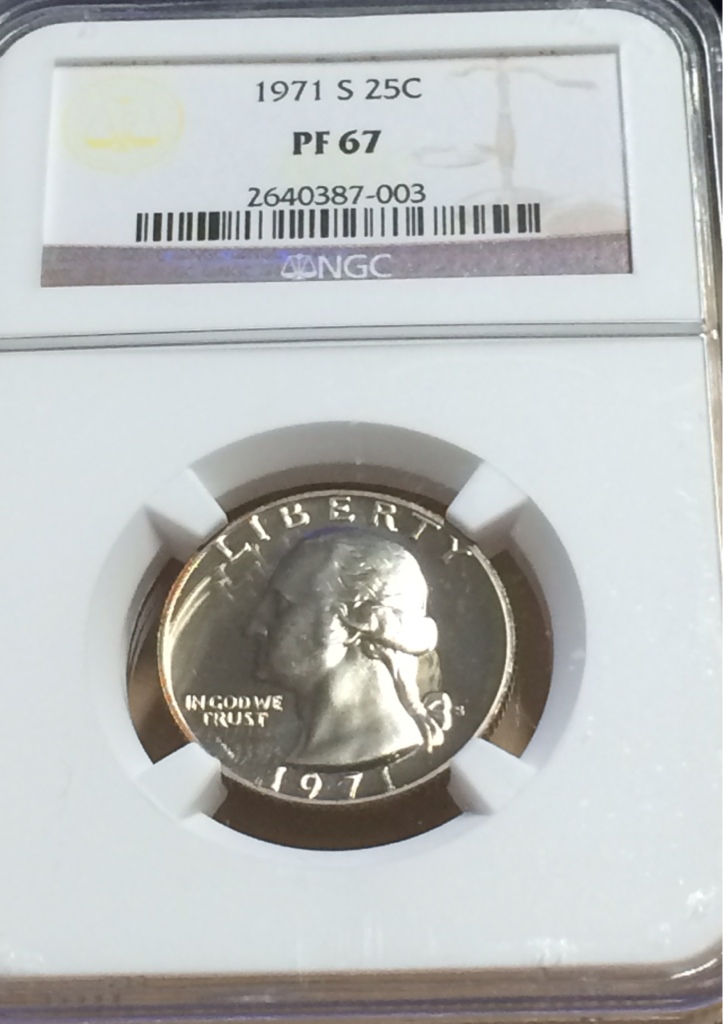 1971 S 25C
PF 67
2640387-003
NGC
LIBERTY
IN GOD WE
TRUST
S
1971